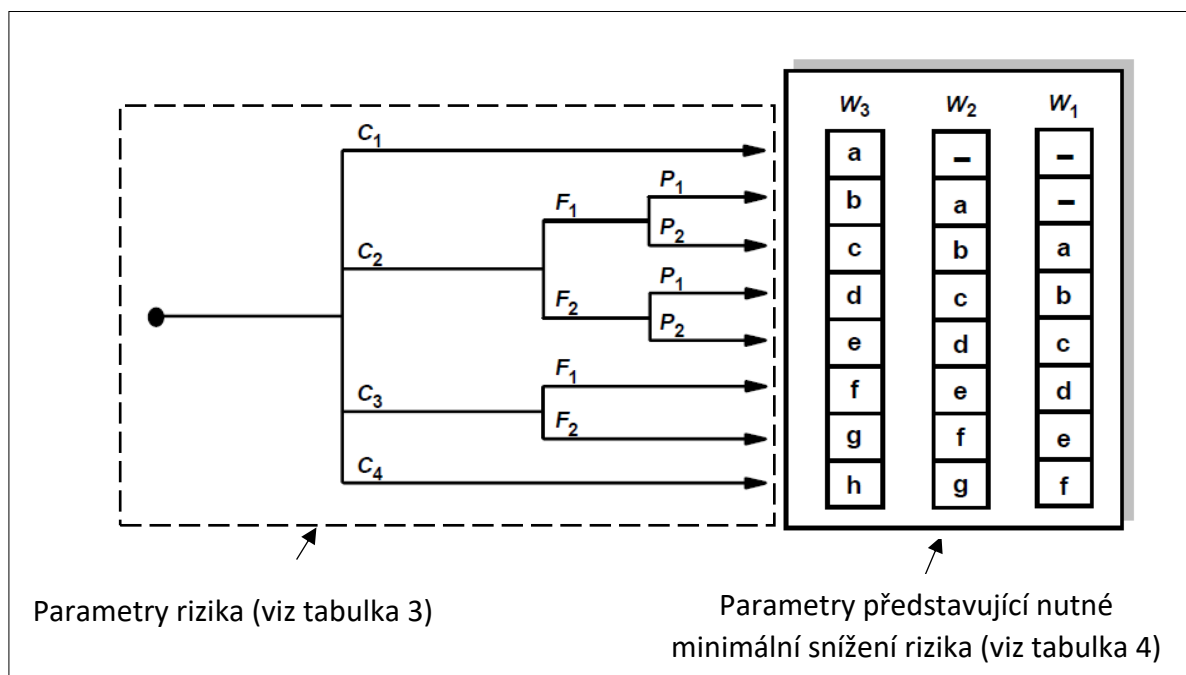 W3 W2 W1
C1 a – –
P1 b a –
F1
P2 c b a
C2
P1 d c b
F2
P2 e d c
F1 f e d
C3
F2 g f e
C4 h g f
Parametry rizika (viz tabulka 3)
Parametry představující nutné
minimální snížení rizika (viz tabulka 4)